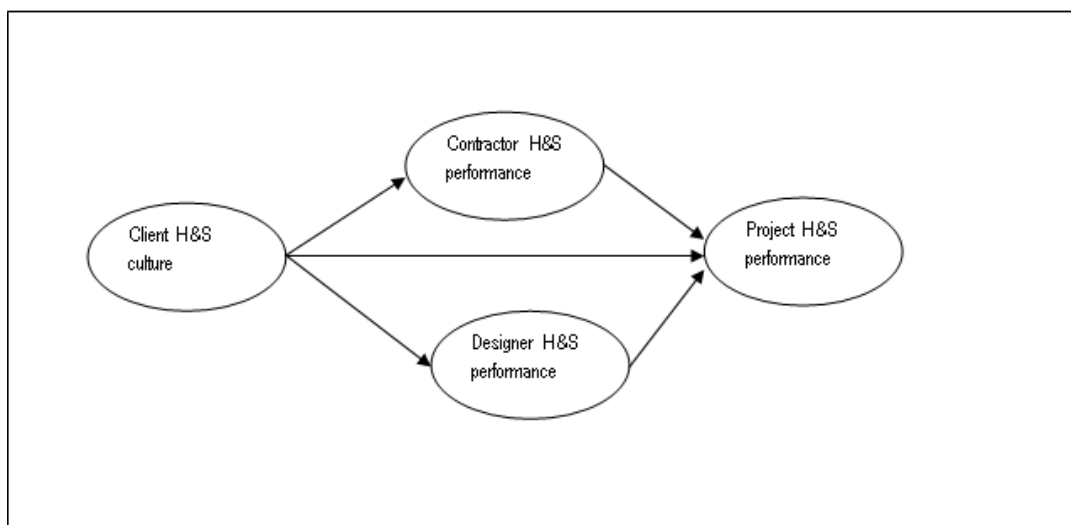 Contractor H&S
performance
Client H&S
culture
Project H&S
performance
Designer H&S
performance